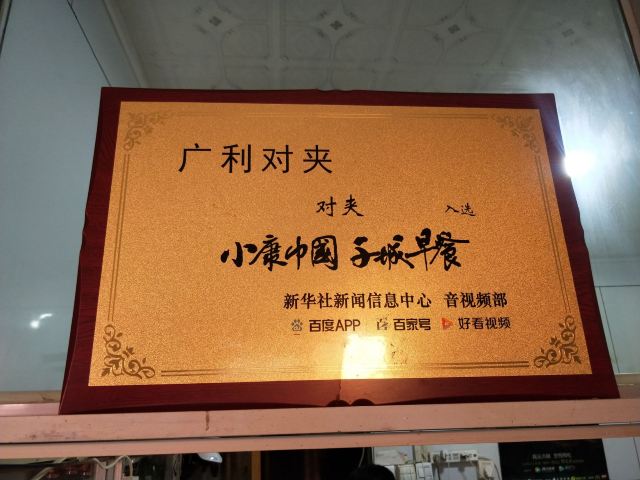 广利对夹
对夹 入选
小康中國 千城早餐
新华社新闻信息中心 音视频部
百度APP 百家号 好看视频